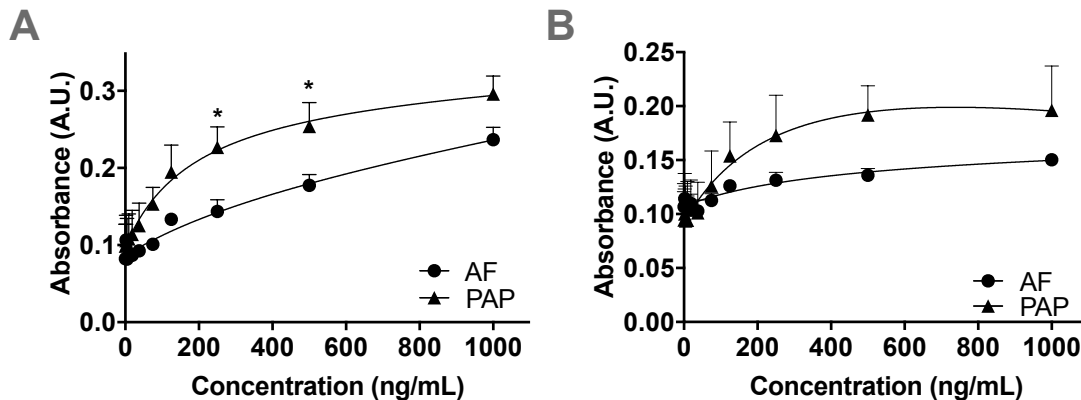 A
Absorbance (A.U.)
0.3
0.2
0.1
0.0
*
*
AF
PAP
0 200 400 600 800 1000
Concentration (ng/mL)
B
Absorbance (A.U.)
0.25
0.20
0.15
0.10
0.05
0.00
AF
PAP
0 200 400 600 800 1000
Concentration (ng/mL)